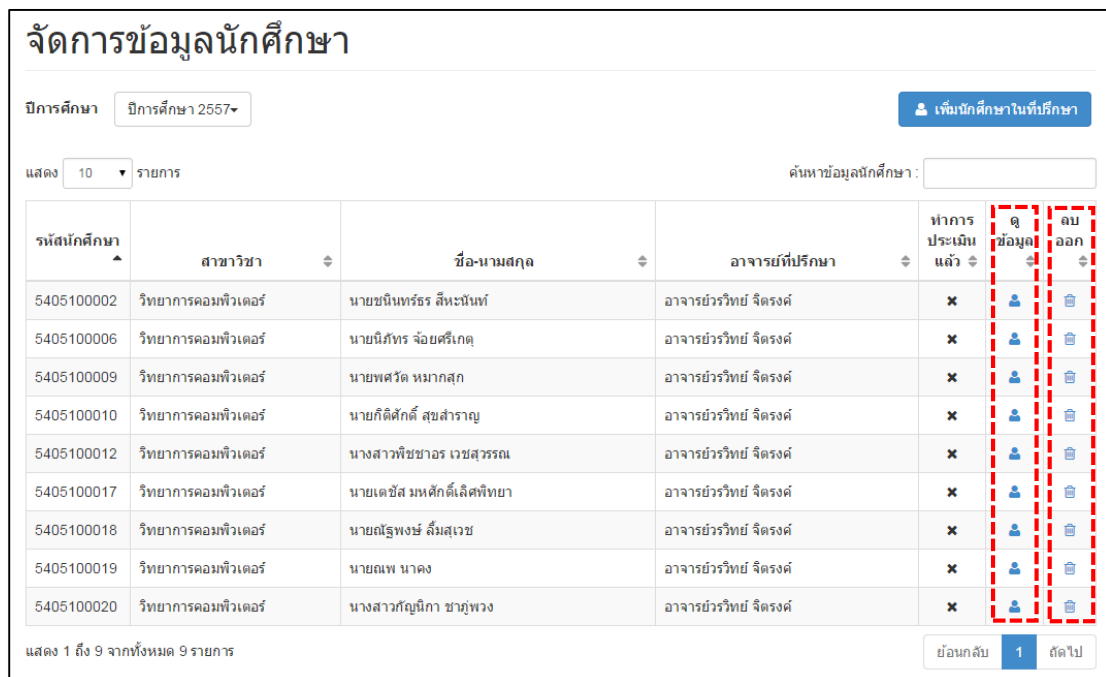 จัดการข้อมูลนักศึกษา
ปีการศึกษา ปีการศึกษา 2557 เพิ่มนักศึกษาในที่ปรึกษา
แสดง 10 รายการ ค้นหาข้อมูลนักศึกษา :
รหัสนักศึกษา สาขาวิชา ชื่อ-นามสกุล อาจารย์ที่ปรึกษา ทำการประเมินแล้ว ดูข้อมูล ลบออก
5405100002 วิทยาการคอมพิวเตอร์ นายชนินทร์ธร สีหะนันท์ อาจารย์วรวิทย์ จิตรงค์
5405100006 วิทยาการคอมพิวเตอร์ นายนิภัทร จ้อยศรีเกตุ อาจารย์วรวิทย์ จิตรงค์
5405100009 วิทยาการคอมพิวเตอร์ นายพศวัต หมากสุก อาจารย์วรวิทย์ จิตรงค์
5405100010 วิทยาการคอมพิวเตอร์ นายกิติศักดิ์ สุขสำราญ อาจารย์วรวิทย์ จิตรงค์
5405100012 วิทยาการคอมพิวเตอร์ นางสาวพิชชาอร เวชสุวรรณ อาจารย์วรวิทย์ จิตรงค์
5405100017 วิทยาการคอมพิวเตอร์ นายเตชัส มหศักดิ์เลิศพิทยา อาจารย์วรวิทย์ จิตรงค์
5405100018 วิทยาการคอมพิวเตอร์ นายณัฐพงษ์ ลิ้มสุเวช อาจารย์วรวิทย์ จิตรงค์
5405100019 วิทยาการคอมพิวเตอร์ นายณพ นาคง อาจารย์วรวิทย์ จิตรงค์
5405100020 วิทยาการคอมพิวเตอร์ นางสาวกัญนิกา ชาภู่พวง อาจารย์วรวิทย์ จิตรงค์
แสดง 1 ถึง 9 จากทั้งหมด 9 รายการ ย้อนกลับ 1 ถัดไป